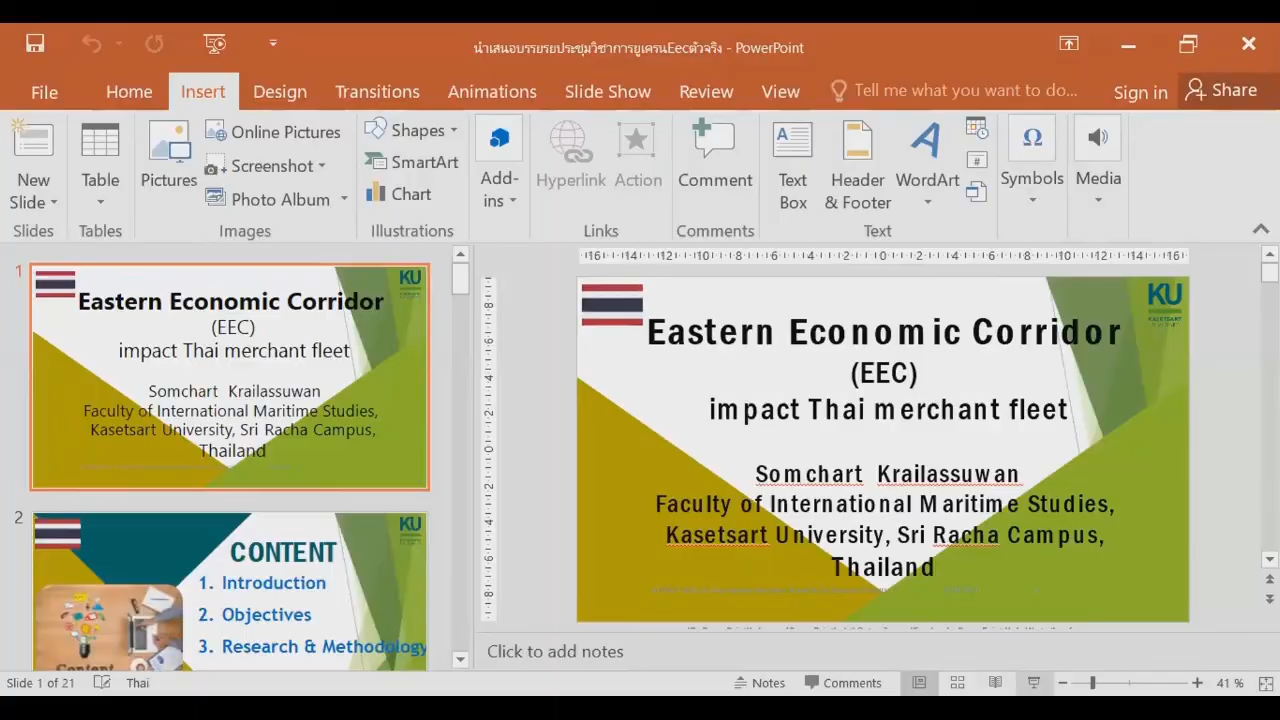 นำเสนอบรรยรยประชุมวิชาการยูเครนEecตัวจริง - PowerPoint
File Home Insert Design Transitions Animations Slide Show Review View Tell me what you want to do... Sign in Share
New Slide
Table
Pictures
Online Pictures
Screenshot
Photo Album
Shapes
SmartArt
Chart
Add-ins
Hyperlink
Action
Comment
Text Box
Header & Footer
WordArt
Symbols
Media
Slides Tables Images Illustrations Links Comments Text
1
Eastern Economic Corridor
(EEC)
impact Thai merchant fleet
Somchart Krailassuwan
Faculty of International Maritime Studies,
Kasetsart University, Sri Racha Campus,
Thailand
KU
2
CONTENT
1. Introduction
2. Objectives
3. Research & Methodology
KU
Eastern Economic Corridor
(EEC)
impact Thai merchant fleet
Somchart Krailassuwan
Faculty of International Maritime Studies,
Kasetsart University, Sri Racha Campus,
Thailand
KU
KASETSART
Click to add notes
Slide 1 of 21 Thai Notes Comments 41 %